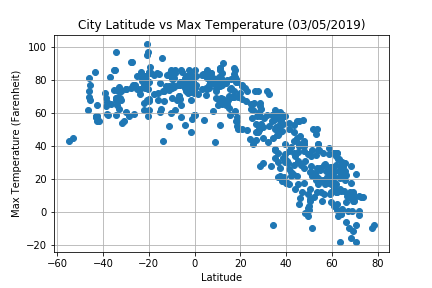 City Latitude vs Max Temperature (03/05/2019)
100
80
60
40
20
0
−20
Max Temperature (Farenheit)
−60 −40 −20 0 20 40 60 80
Latitude